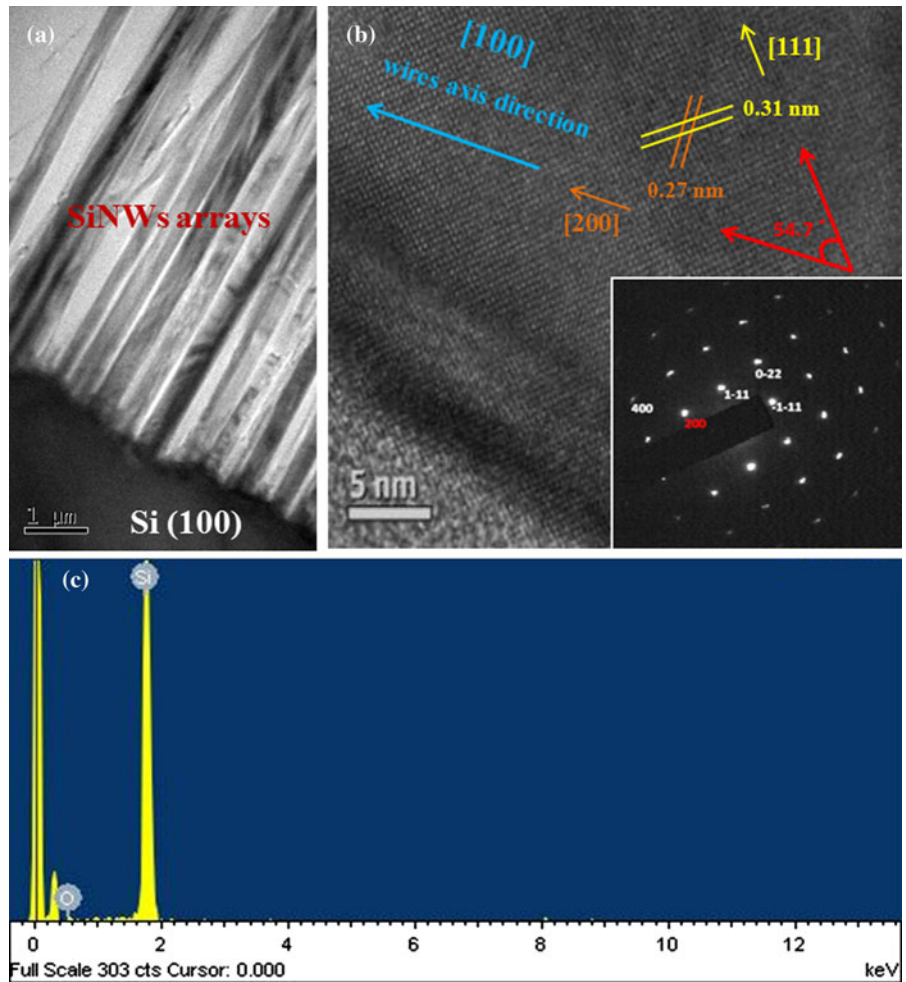 (a)
SiNWs arrays
1 µm
Si (100)
(b)
[100]
wires axis direction
[111]
0.31 nm
0.27 nm
[200]
54.7°
5 nm
0-22
1-11
-1-11
400
200
(c)
Si
O
0 2 4 6 8 10 12
Full Scale 303 cts Cursor: 0.000 keV